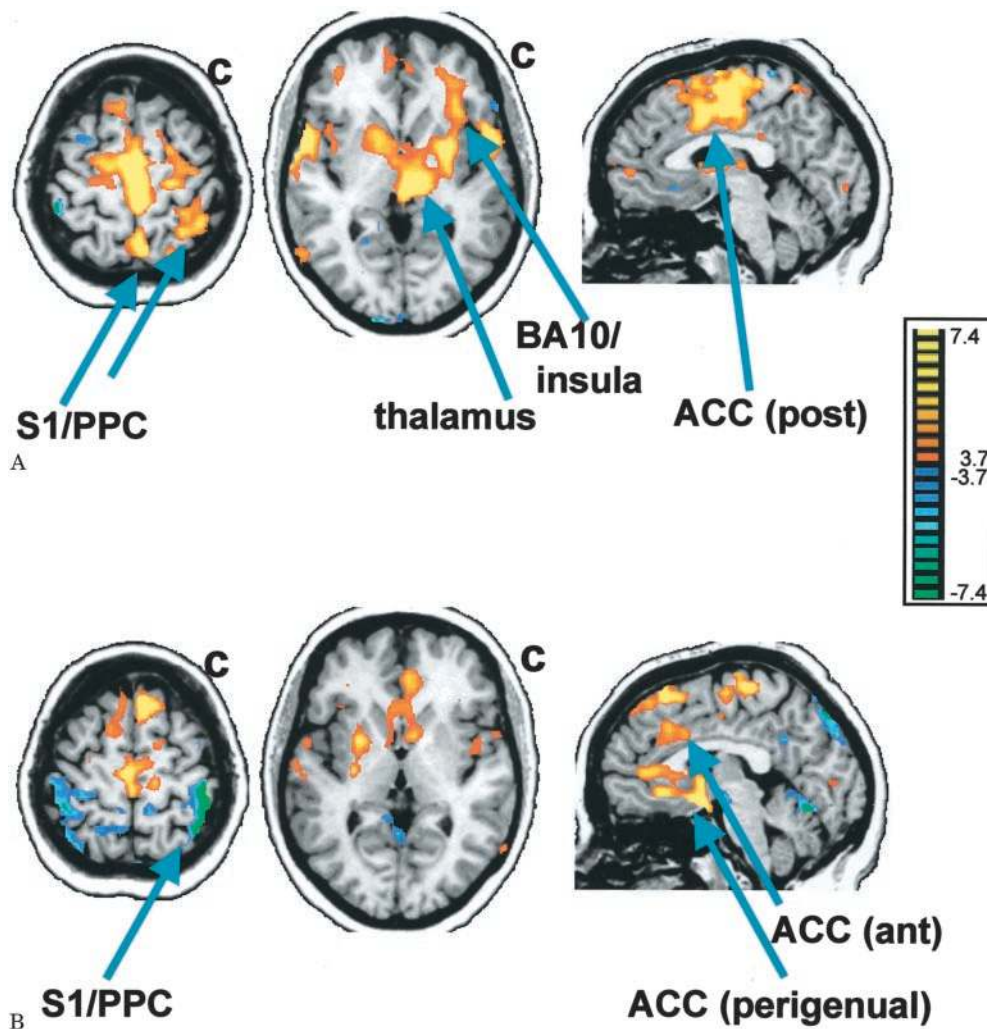 C
C
BA10/
insula
thalamus
S1/PPC
ACC (post)
A
7.4
3.7
-3.7
-7.4
C
C
S1/PPC
ACC (ant)
ACC (perigenual)
B